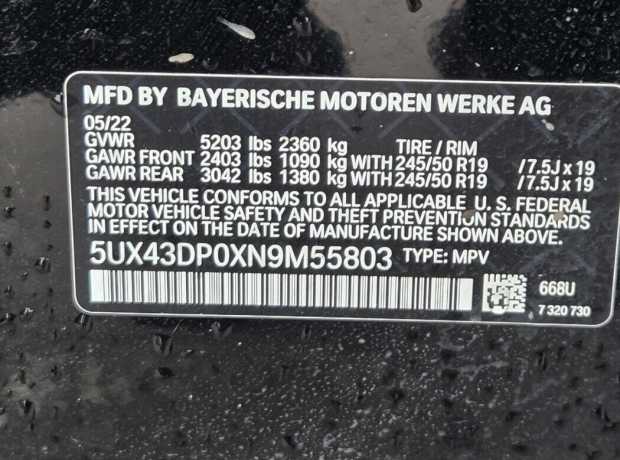 MFD BY BAYERISCHE MOTOREN WERKE AG
05/22
GVWR 5203 lbs 2360 kg TIRE / RIM
GAWR FRONT 2403 lbs 1090 kg WITH 245/50 R19 /7.5J x 19
GAWR REAR 3042 lbs 1380 kg WITH 245/50 R19 /7.5J x 19
THIS VEHICLE CONFORMS TO ALL APPLICABLE U. S. FEDERAL
MOTOR VEHICLE SAFETY AND THEFT PREVENTION STANDARDS
IN EFFECT ON THE DATE OF MANUFACTURE SHOWN ABOVE.
5UX43DP0XN9M55803 TYPE: MPV
668U
7 320 730